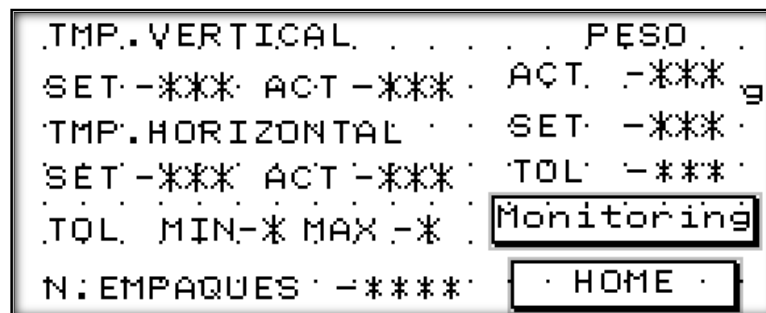 TMP.VERTICAL PESO
SET -*** ACT -*** ACT -*** g
TMP.HORIZONTAL SET -***
SET -*** ACT -*** TOL -***
TOL MIN-* MAX -* Monitoring
N.EMPAQUES -**** HOME